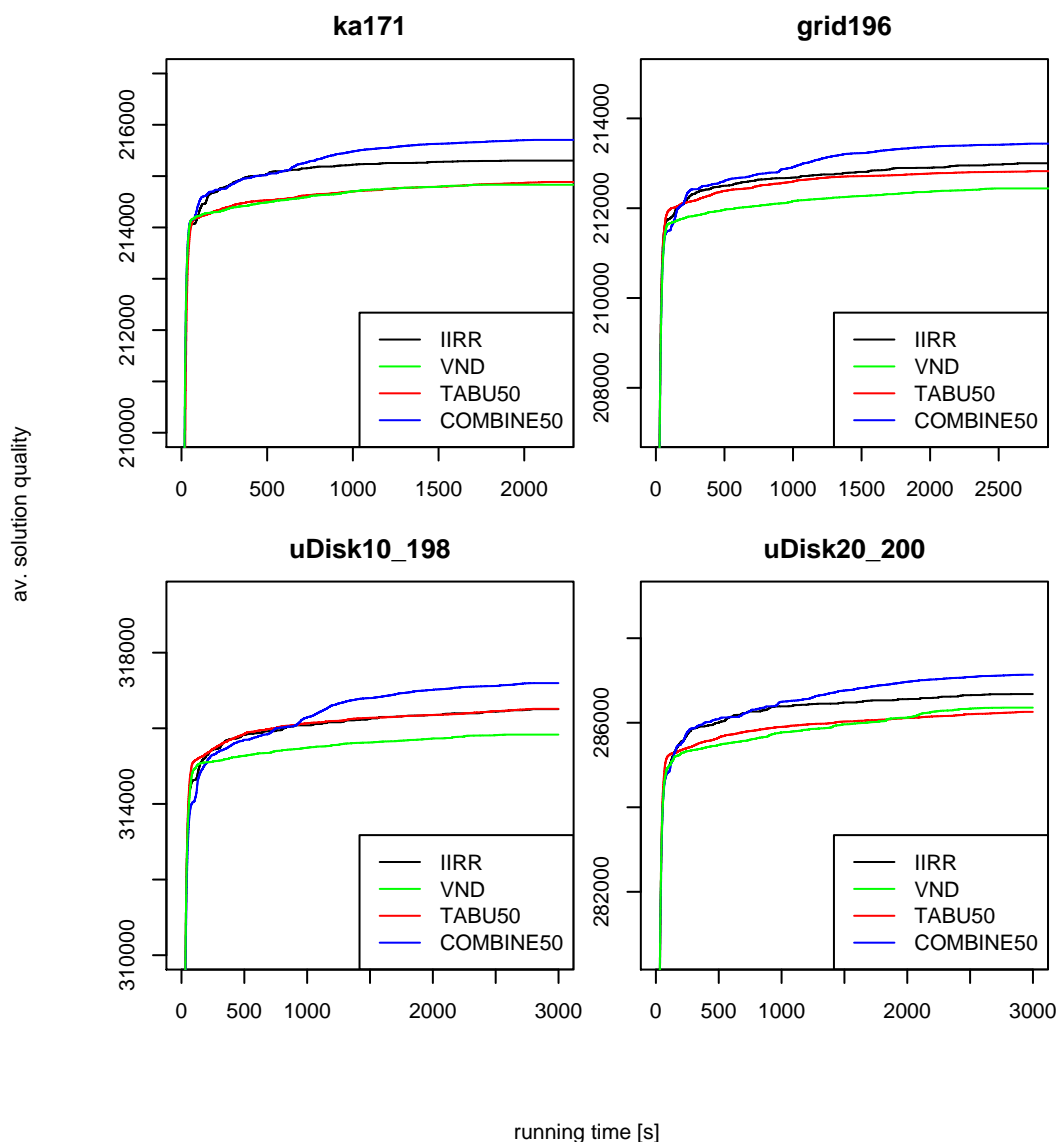 ka171
216000
214000
212000
210000
0 500 1000 1500 2000
IIRR
VND
TABU50
COMBINE50
grid196
214000
212000
210000
208000
0 500 1000 1500 2000 2500
IIRR
VND
TABU50
COMBINE50
av. solution quality
uDisk10_198
318000
314000
310000
0 500 1000 2000 3000
IIRR
VND
TABU50
COMBINE50
uDisk20_200
286000
282000
0 500 1000 2000 3000
IIRR
VND
TABU50
COMBINE50
running time [s]